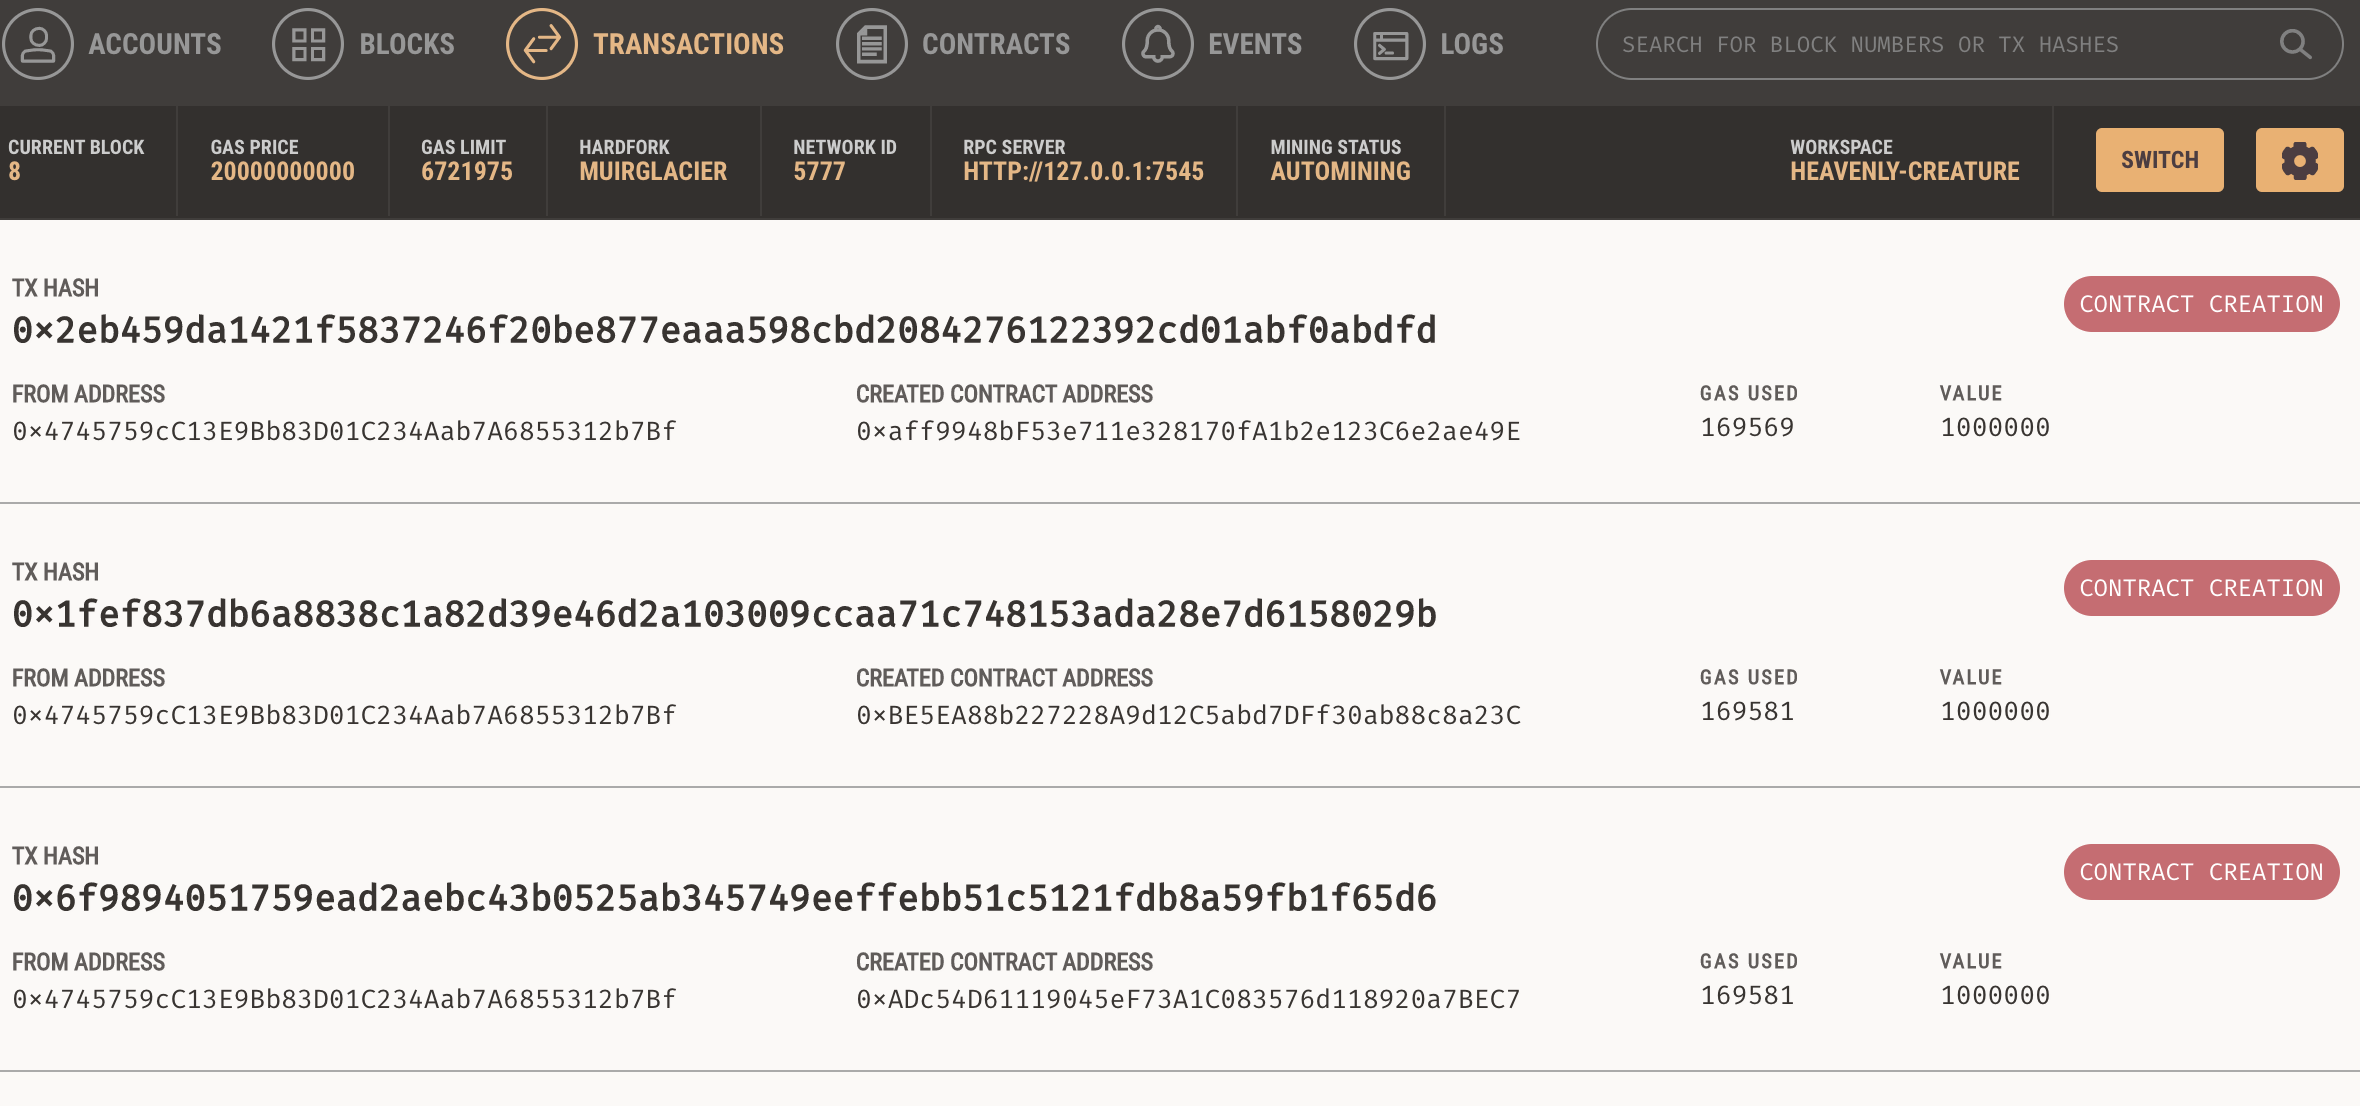 ACCOUNTS BLOCKS TRANSACTIONS CONTRACTS EVENTS LOGS SEARCH FOR BLOCK NUMBERS OR TX HASHES
CURRENT BLOCK GAS PRICE GAS LIMIT HARDFORK NETWORK ID RPC SERVER MINING STATUS WORKSPACE
8 20000000000 6721975 MUIRGLACIER 5777 HTTP://127.0.0.1:7545 AUTOMINING HEAVENLY-CREATURE SWITCH
TX HASH
0×2eb459da1421f5837246f20be877eaaa598cbd2084276122392cd01abf0abdfd CONTRACT CREATION
FROM ADDRESS CREATED CONTRACT ADDRESS GAS USED VALUE
0×4745759cC13E9Bb83D01C234Aab7A6855312b7Bf 0×aff9948bF53e711e328170fA1b2e123C6e2ae49E 169569 1000000
TX HASH
0×1fef837db6a8838c1a82d39e46d2a103009ccaa71c748153ada28e7d6158029b CONTRACT CREATION
FROM ADDRESS CREATED CONTRACT ADDRESS GAS USED VALUE
0×4745759cC13E9Bb83D01C234Aab7A6855312b7Bf 0×BE5EA88b227228A9d12C5abd7DFf30ab88c8a23C 169581 1000000
TX HASH
0×6f9894051759ead2aebc43b0525ab345749eeffebb51c5121fdb8a59fb1f65d6 CONTRACT CREATION
FROM ADDRESS CREATED CONTRACT ADDRESS GAS USED VALUE
0×4745759cC13E9Bb83D01C234Aab7A6855312b7Bf 0×ADc54D61119045eF73A1C083576d118920a7BEC7 169581 1000000